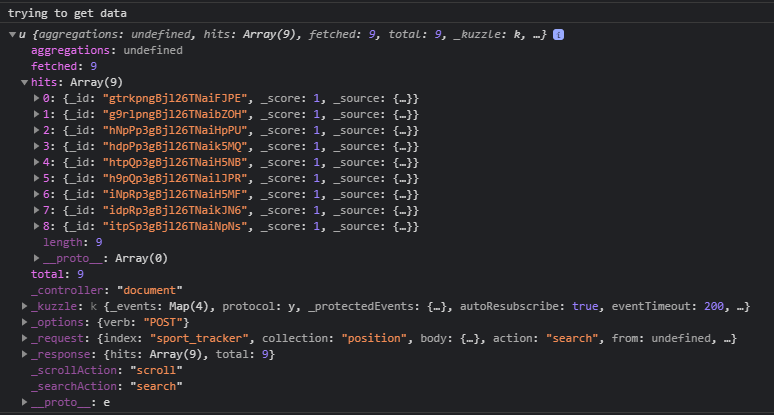 trying to get data
▼u {aggregations: undefined, hits: Array(9), fetched: 9, total: 9, _kuzzle: k, …} i
aggregations: undefined
fetched: 9
▼hits: Array(9)
▶0: {_id: "gtrkpngBjl26TNaiFJPE", _score: 1, _source: {…}}
▶1: {_id: "g9rlpngBjl26TNaibZOH", _score: 1, _source: {…}}
▶2: {_id: "hNpPp3gBjl26TNaiHpPU", _score: 1, _source: {…}}
▶3: {_id: "hdpPp3gBjl26TNaik5MQ", _score: 1, _source: {…}}
▶4: {_id: "htpQp3gBjl26TNaiH5NB", _score: 1, _source: {…}}
▶5: {_id: "h9pQp3gBjl26TNailJPR", _score: 1, _source: {…}}
▶6: {_id: "iNpRp3gBjl26TNaiH5MF", _score: 1, _source: {…}}
▶7: {_id: "idpRp3gBjl26TNaikJN6", _score: 1, _source: {…}}
▶8: {_id: "itpSp3gBjl26TNaiNpNs", _score: 1, _source: {…}}
length: 9
▶__proto__: Array(0)
total: 9
_controller: "document"
▶_kuzzle: k {_events: Map(4), protocol: y, _protectedEvents: {…}, autoResubscribe: true, eventTimeout: 200, …}
▶_options: {verb: "POST"}
▶_request: {index: "sport_tracker", collection: "position", body: {…}, action: "search", from: undefined, …}
▶_response: {hits: Array(9), total: 9}
_scrollAction: "scroll"
_searchAction: "search"
▶__proto__: e